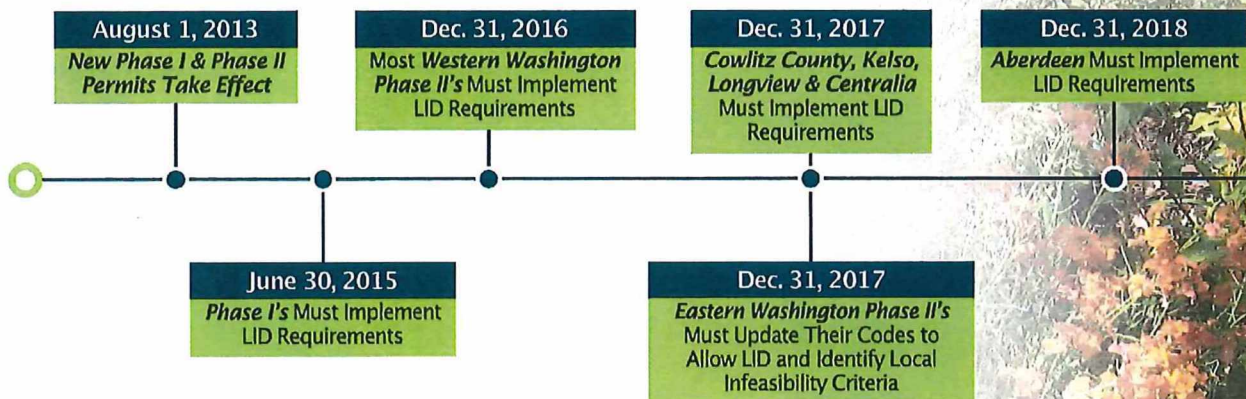 August 1, 2013
New Phase I & Phase II
Permits Take Effect
June 30, 2015
Phase I's Must Implement
LID Requirements
Dec. 31, 2016
Most Western Washington
Phase II's Must Implement
LID Requirements
Dec. 31, 2017
Cowlitz County, Kelso,
Longview & Centralia
Must Implement LID
Requirements
Dec. 31, 2017
Eastern Washington Phase II's
Must Update Their Codes to
Allow LID and Identify Local
Infeasibility Criteria
Dec. 31, 2018
Aberdeen Must Implement
LID Requirements